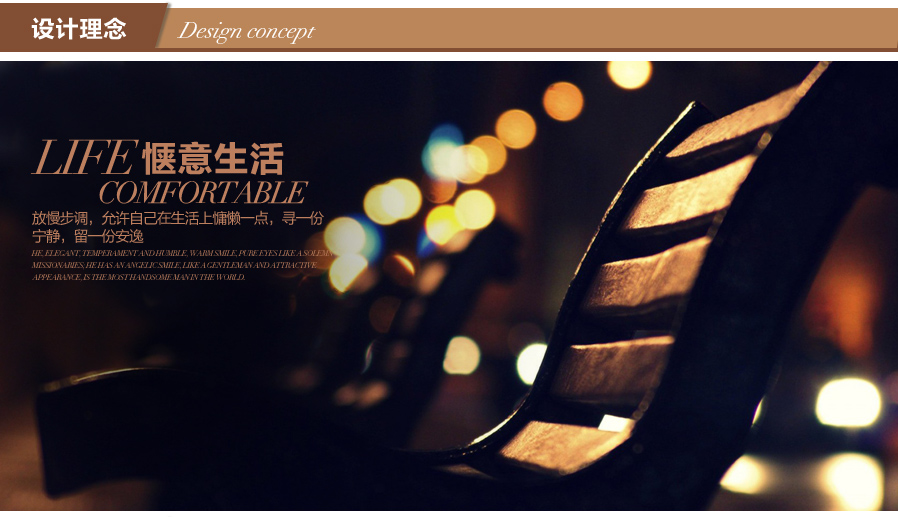 设计理念 Design concept
LIFE 惬意生活
COMFORTABLE
放慢步调，允许自己在生活上慵懒一点，寻一份
宁静，留一份安逸
HE, ELEGANT, TEMPERAMENT AND HUMBLE, WARM SMILE, PURE EYES LIKE A SOLEMN
MISSIONARIES; HE HAS AN ANGELIC SMILE, LIKE A GENTLEMAN AND ATTRACTIVE
APPEARANCE, IS THE MOST HANDSOME MAN IN THE WORLD.